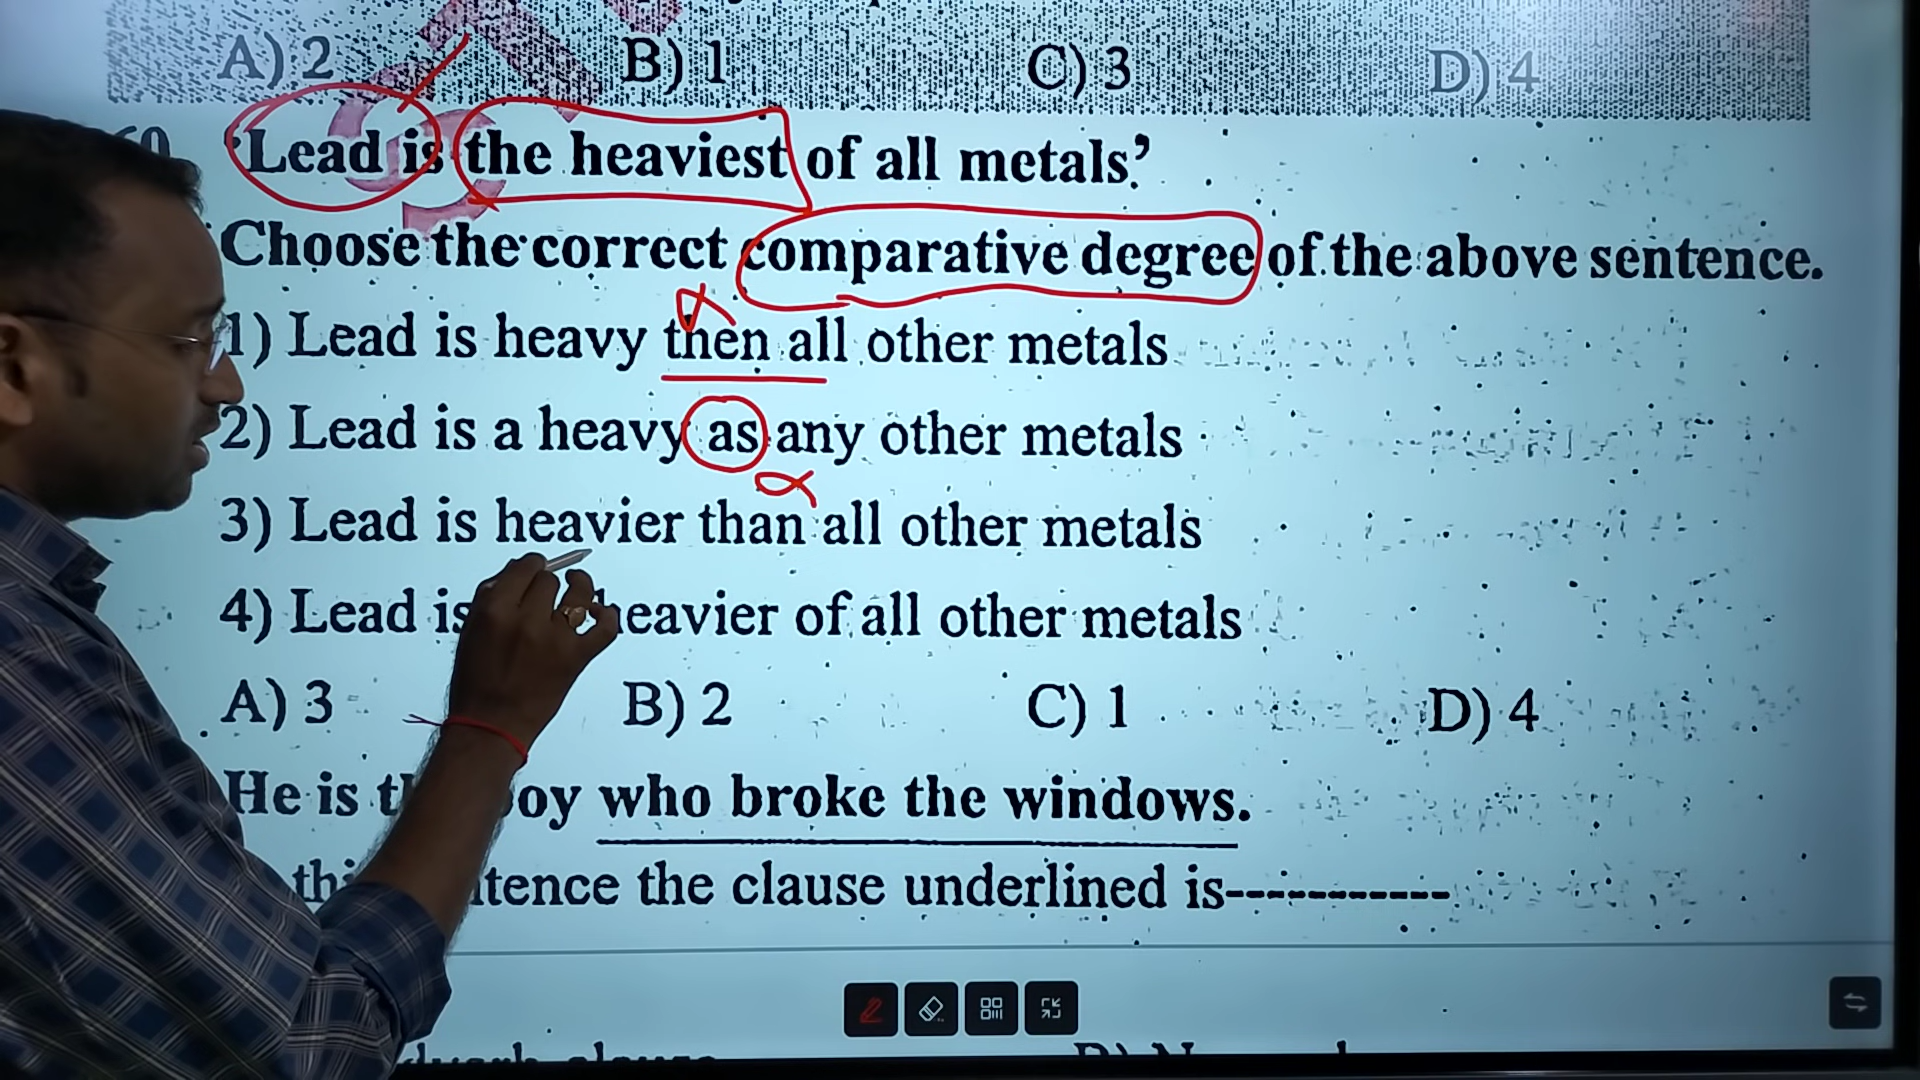 A) 2 B) 1 C) 3 D) 4
'Lead is the heaviest of all metals.'
Choose the correct comparative degree of the above sentence.
1) Lead is heavy then all other metals
2) Lead is a heavy as any other metals
3) Lead is heavier than all other metals
4) Lead is heavier of all other metals
A) 3 B) 2 C) 1 D) 4
He is boy who broke the windows.
the clause underlined is-----------